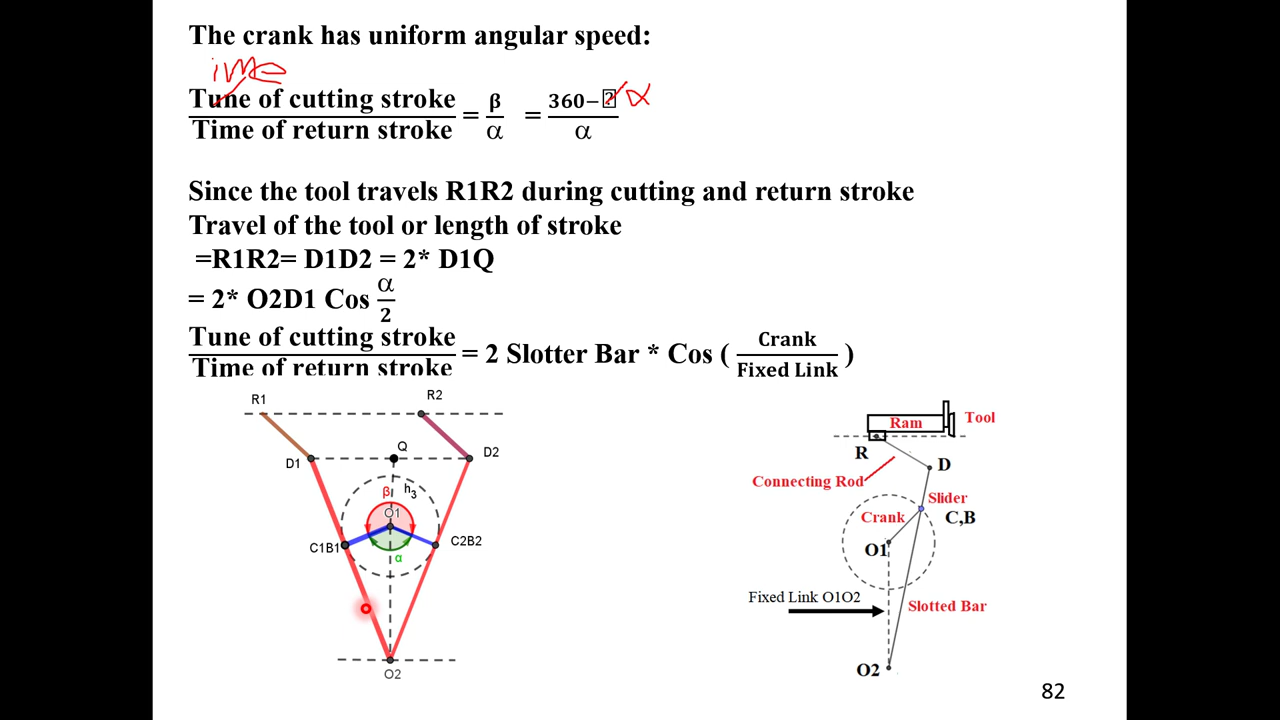 The crank has uniform angular speed:
ime
Tune of cutting stroke / Time of return stroke = β / α = 360− / α α
Since the tool travels R1R2 during cutting and return stroke
Travel of the tool or length of stroke
=R1R2= D1D2 = 2* D1Q
= 2* O2D1 Cos α / 2
Tune of cutting stroke / Time of return stroke = 2 Slotter Bar * Cos ( Crank / Fixed Link )
R1
R2
D1
Q
D2
β
h3
O1
C1B1
C2B2
α
O2
Ram
Tool
R
D
Connecting Rod
Slider
Crank
C,B
O1
Fixed Link O1O2
Slotted Bar
O2
82